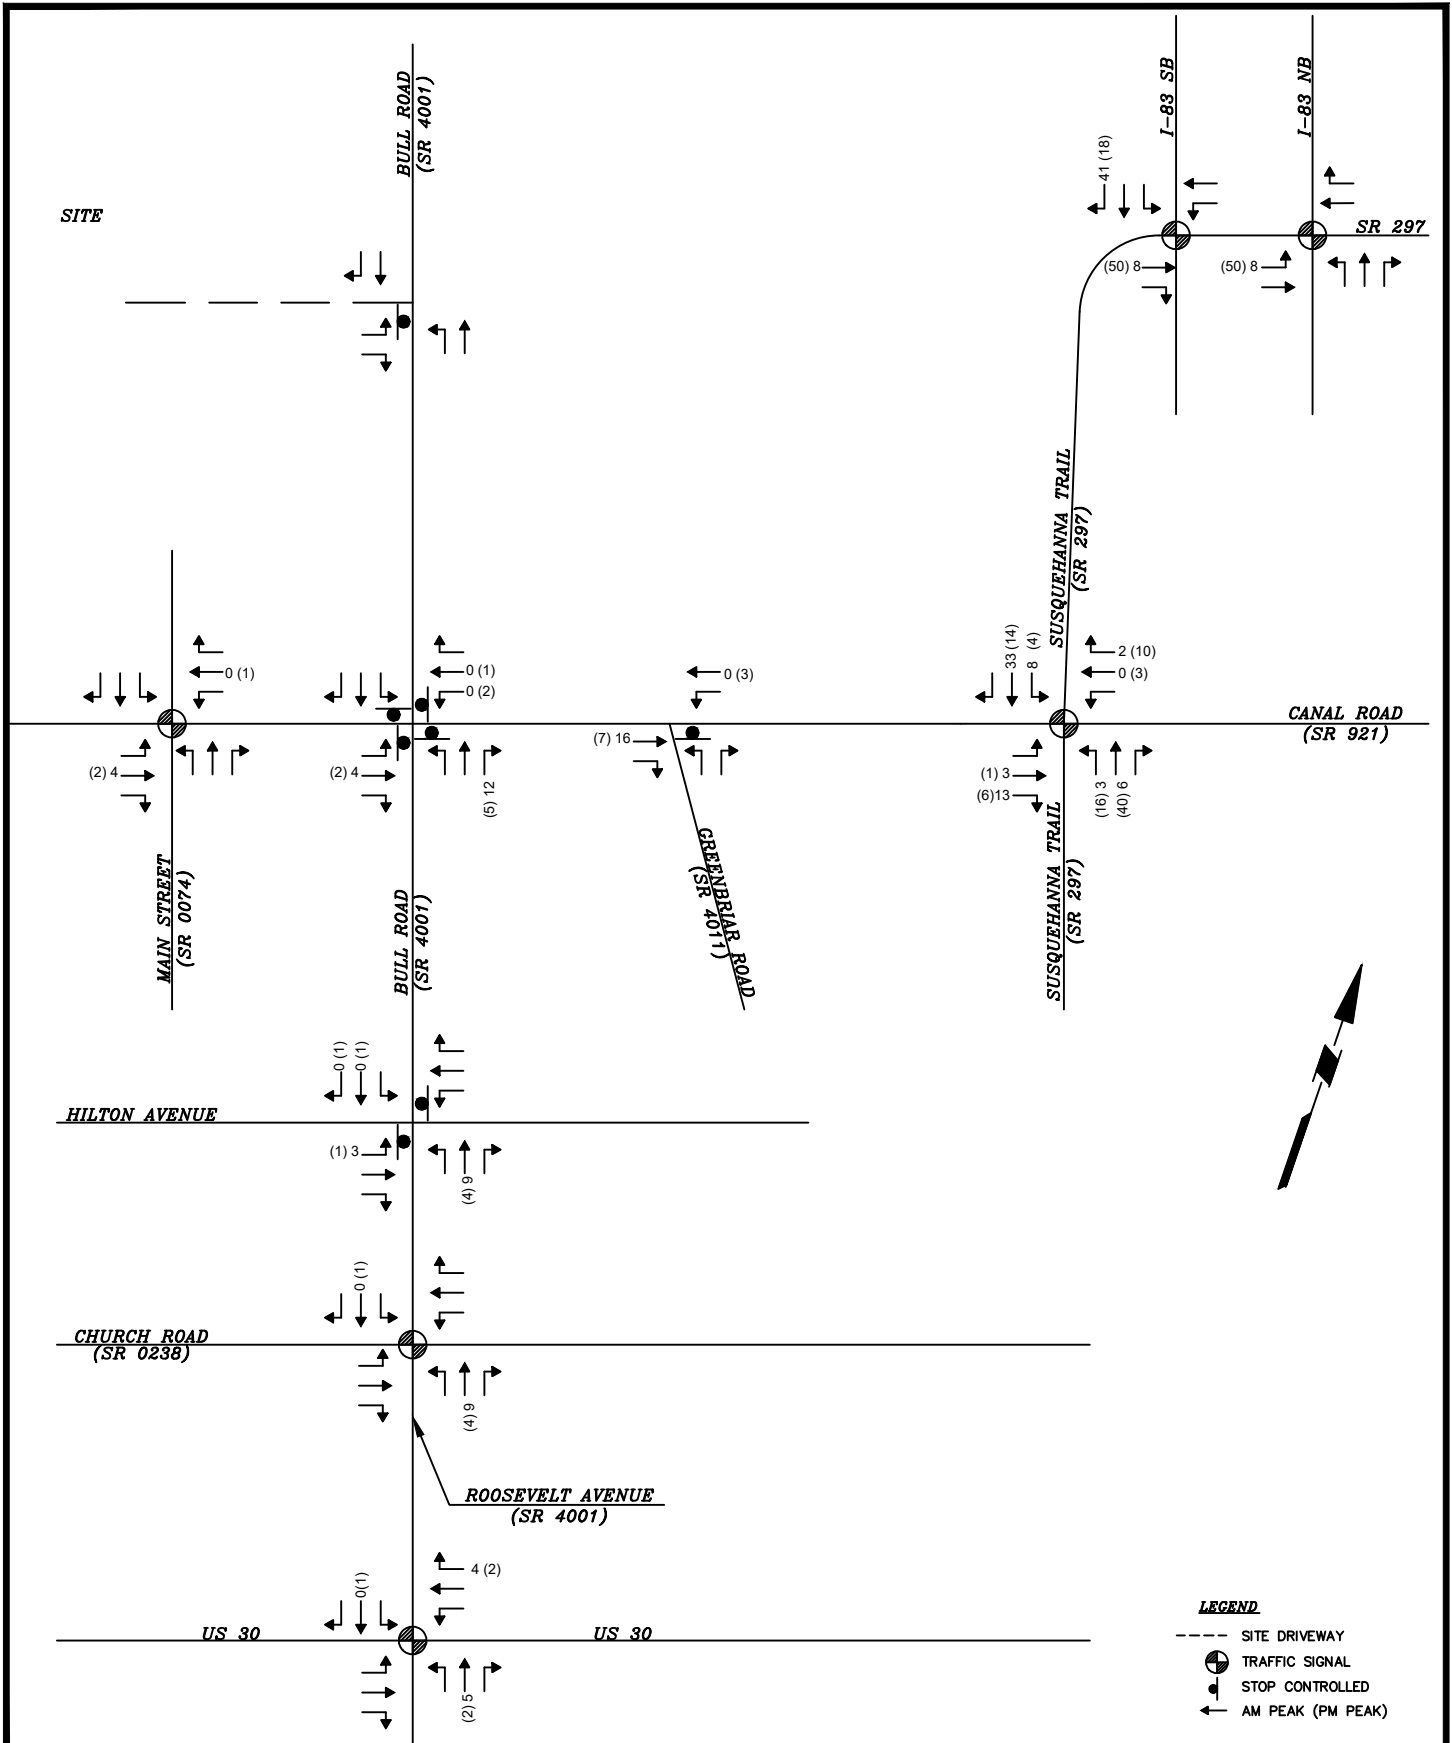 BULL ROAD
(SR 4001)
I-83 SB
I-83 NB
41 (18)
SITE
SR 297
(50) 8
(50) 8
SUSQUEHANNA TRAIL
(SR 297)
33 (14)
8 (4)
2 (10)
0 (3)
0 (1)
0 (1)
0 (2)
0 (3)
CANAL ROAD
(SR 921)
(7) 16
(2) 4
(2) 4
(5) 12
(1) 3
(6)13
(16) 3
(40) 6
MAIN STREET
(SR 0074)
BULL ROAD
(SR 4001)
GREENBRIAR ROAD
(SR 4011)
SUSQUEHANNA TRAIL
(SR 297)
0 (1)
0 (1)
HILTON AVENUE
(1) 3
(4) 9
0 (1)
CHURCH ROAD
(SR 0238)
(4) 9
ROOSEVELT AVENUE
(SR 4001)
4 (2)
0(1)
US 30
US 30
(2) 5
LEGEND
SITE DRIVEWAY
TRAFFIC SIGNAL
STOP CONTROLLED
AM PEAK (PM PEAK)